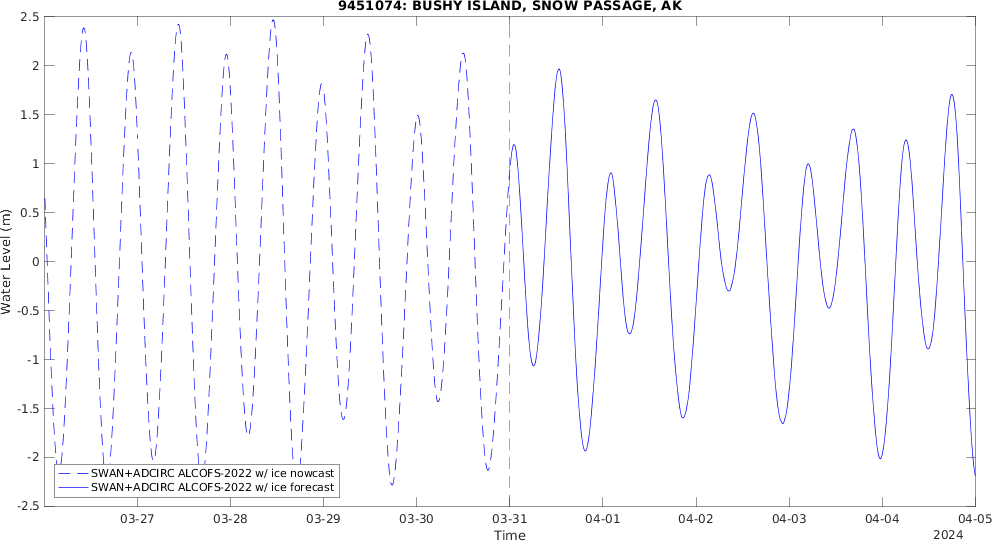 9451074: BUSHY ISLAND, SNOW PASSAGE, AK
2.5
2
1.5
1
0.5
0
-0.5
-1
-1.5
-2
-2.5
Water Level (m)
SWAN+ADCIRC ALCOFS-2022 w/ ice nowcast
SWAN+ADCIRC ALCOFS-2022 w/ ice forecast
03-27 03-28 03-29 03-30 03-31 04-01 04-02 04-03 04-04 04-05
Time
2024